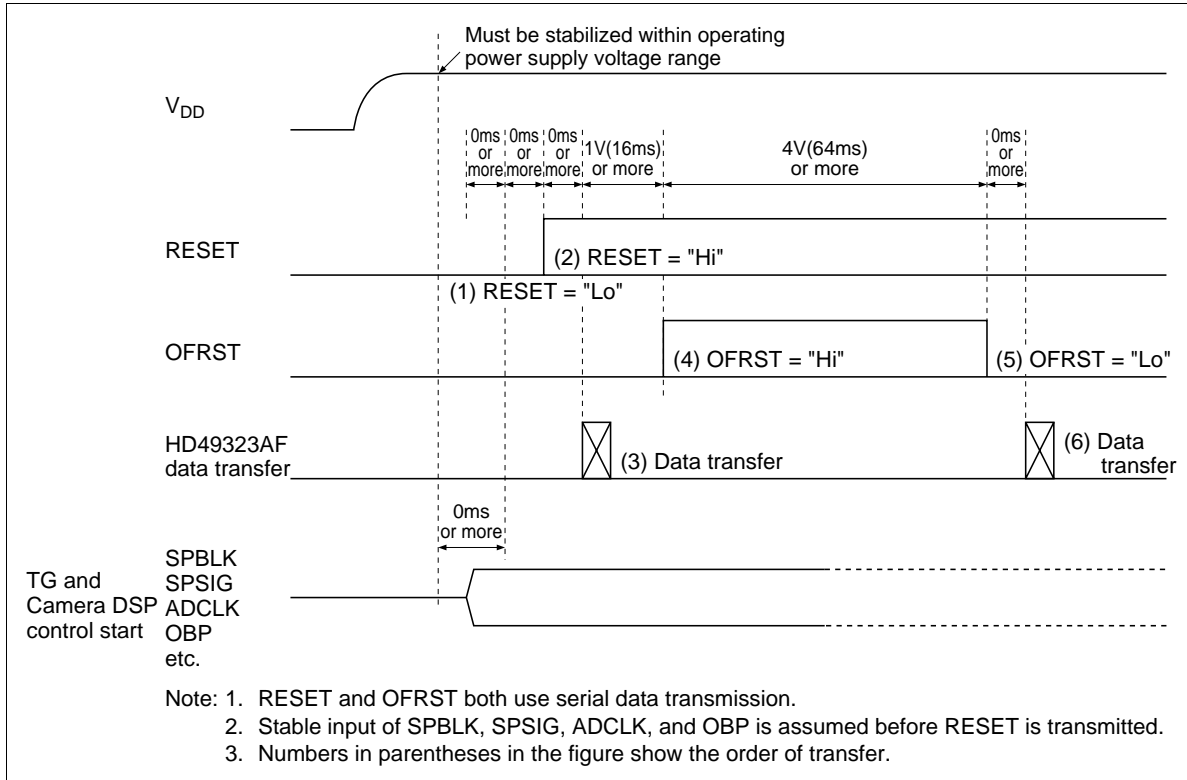 Must be stabilized within operating
power supply voltage range
VDD
0ms
or
more
0ms
or
more
0ms
or
more
1V(16ms)
or more
4V(64ms)
or more
0ms
or
more
RESET
(2) RESET = "Hi"
(1) RESET = "Lo"
OFRST
(4) OFRST = "Hi"
(5) OFRST = "Lo"
HD49323AF
data transfer
(3) Data transfer
(6) Data
transfer
0ms
or more
TG and
Camera DSP
control start
SPBLK
SPSIG
ADCLK
OBP
etc.
Note: 1. RESET and OFRST both use serial data transmission.
2. Stable input of SPBLK, SPSIG, ADCLK, and OBP is assumed before RESET is transmitted.
3. Numbers in parentheses in the figure show the order of transfer.